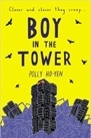 Closer and closer they creep...
BOY
IN THE
TOWER
POLLY HO-YEN